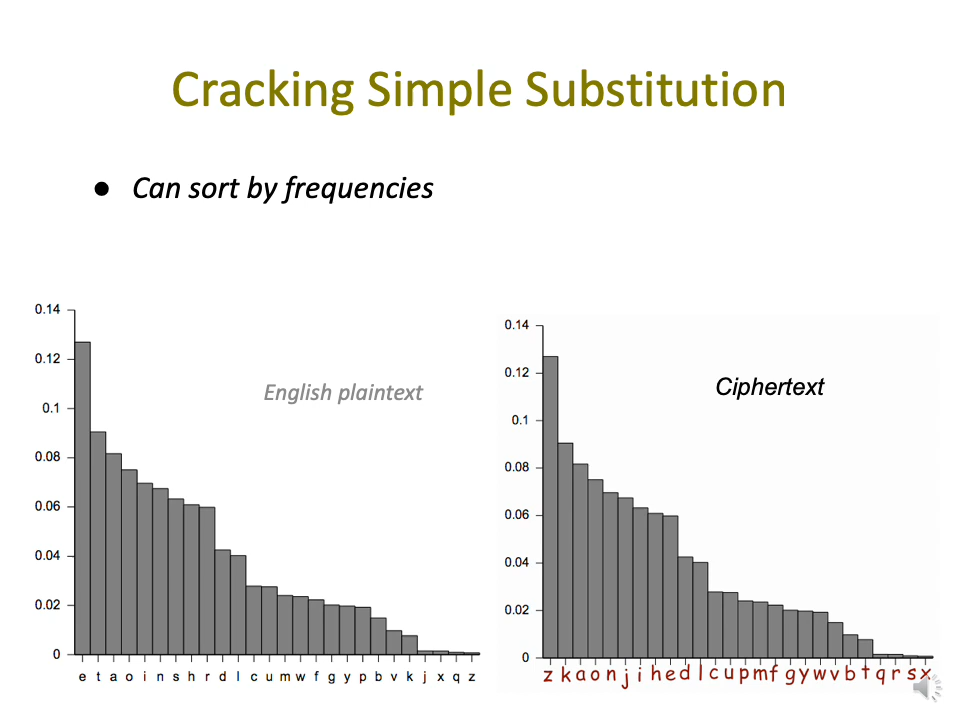 Cracking Simple Substitution
● Can sort by frequencies
0.14
0.12
0.1
0.08
0.06
0.04
0.02
0
English plaintext
e t a o i n s h r d l c u m w f g y p b v k j x q z
0.14
0.12
0.1
0.08
0.06
0.04
0.02
0
Ciphertext
z k a o n j i h e d l c u p m f g y w v b t q r s x